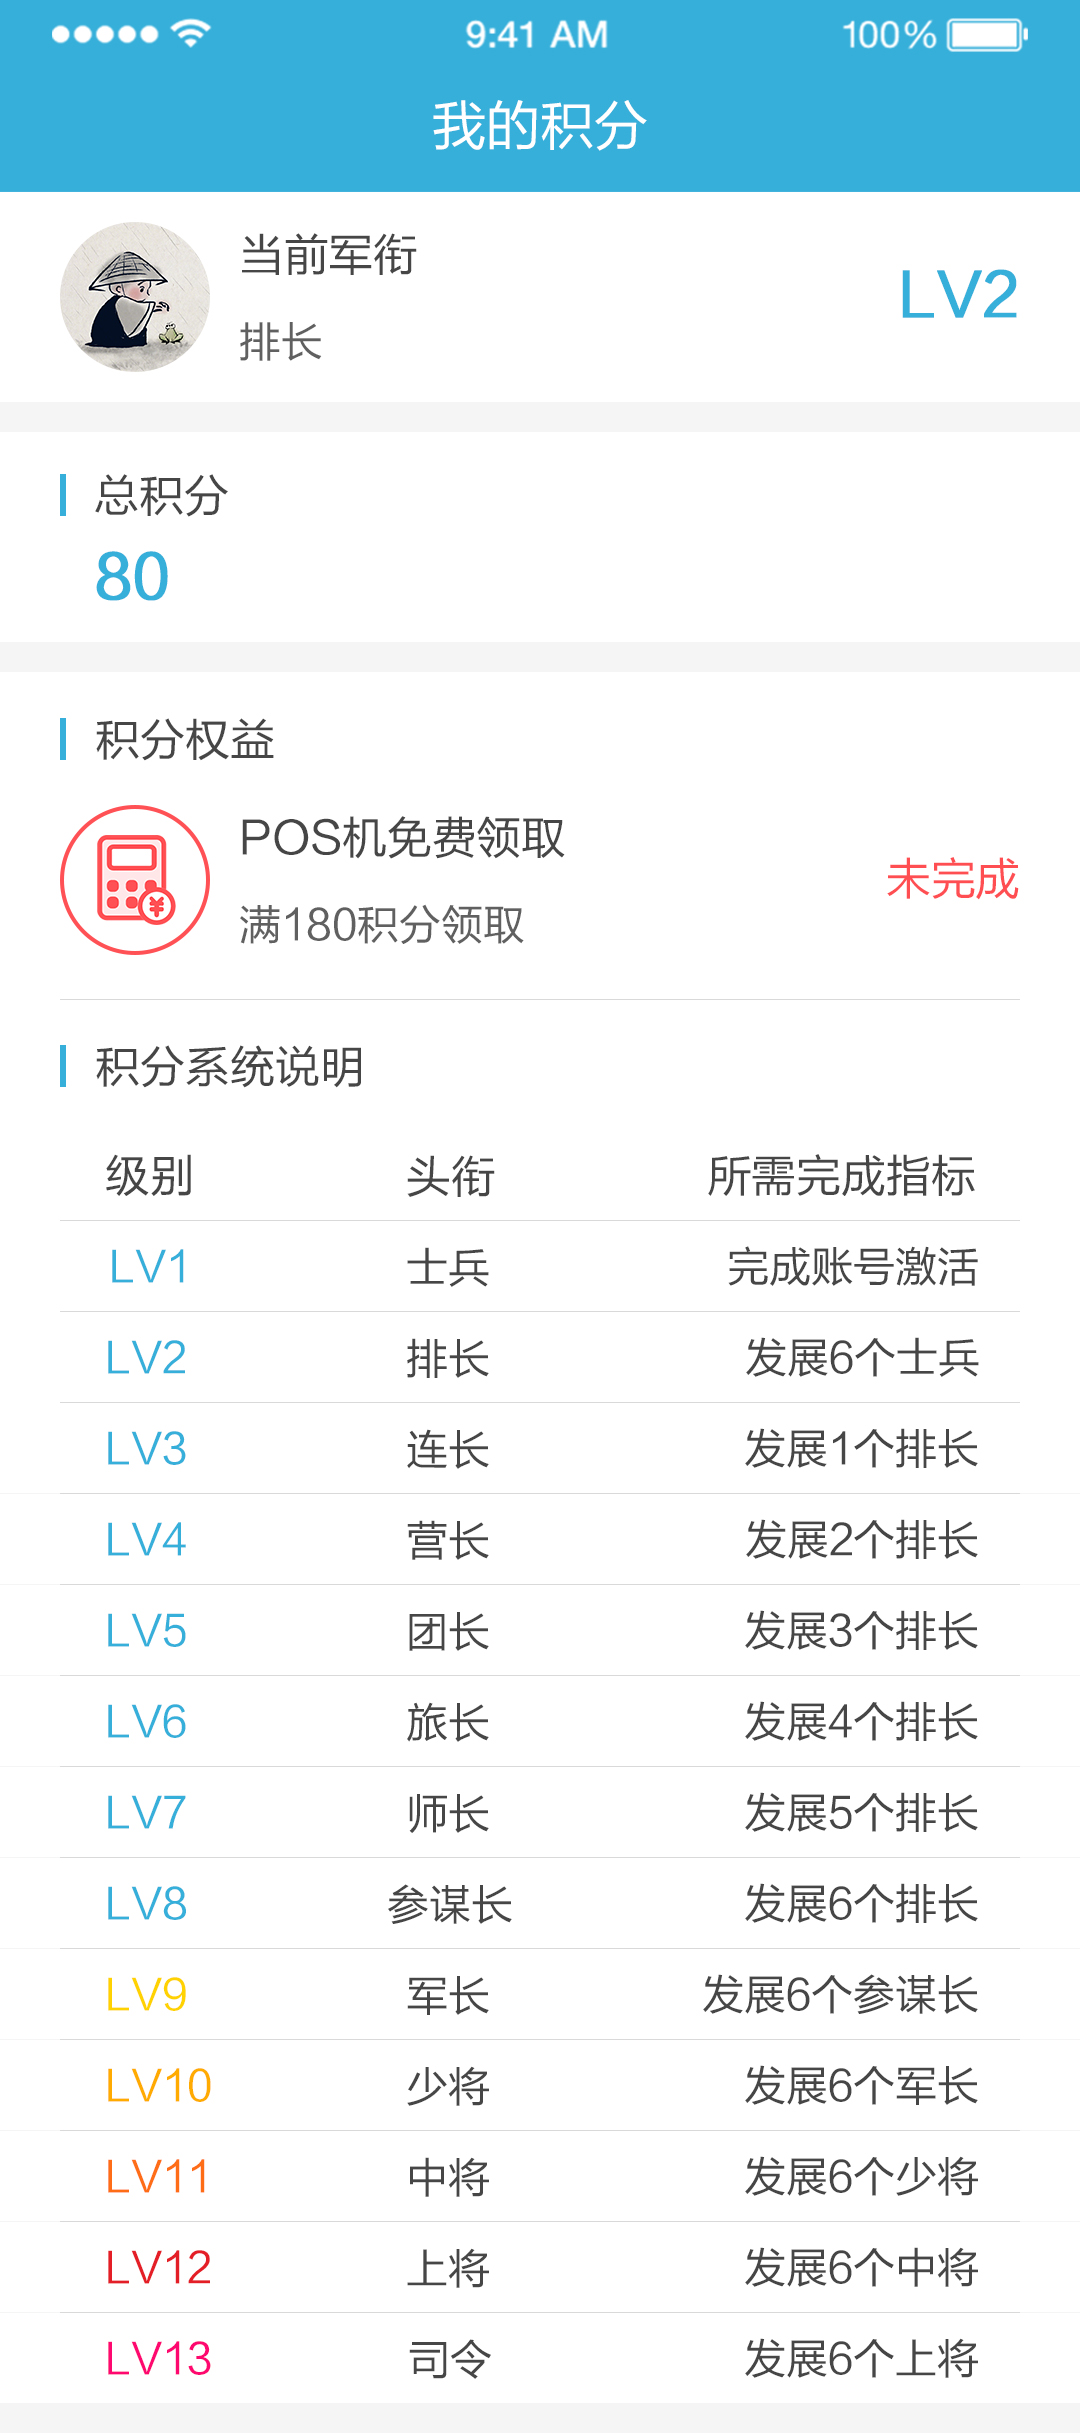 9:41 AM 100%
我的积分
当前军衔
排长
LV2
总积分
80
积分权益
POS机免费领取
满180积分领取
未完成
积分系统说明
级别 头衔 所需完成指标
LV1 士兵 完成账号激活
LV2 排长 发展6个士兵
LV3 连长 发展1个排长
LV4 营长 发展2个排长
LV5 团长 发展3个排长
LV6 旅长 发展4个排长
LV7 师长 发展5个排长
LV8 参谋长 发展6个排长
LV9 军长 发展6个参谋长
LV10 少将 发展6个军长
LV11 中将 发展6个少将
LV12 上将 发展6个中将
LV13 司令 发展6个上将